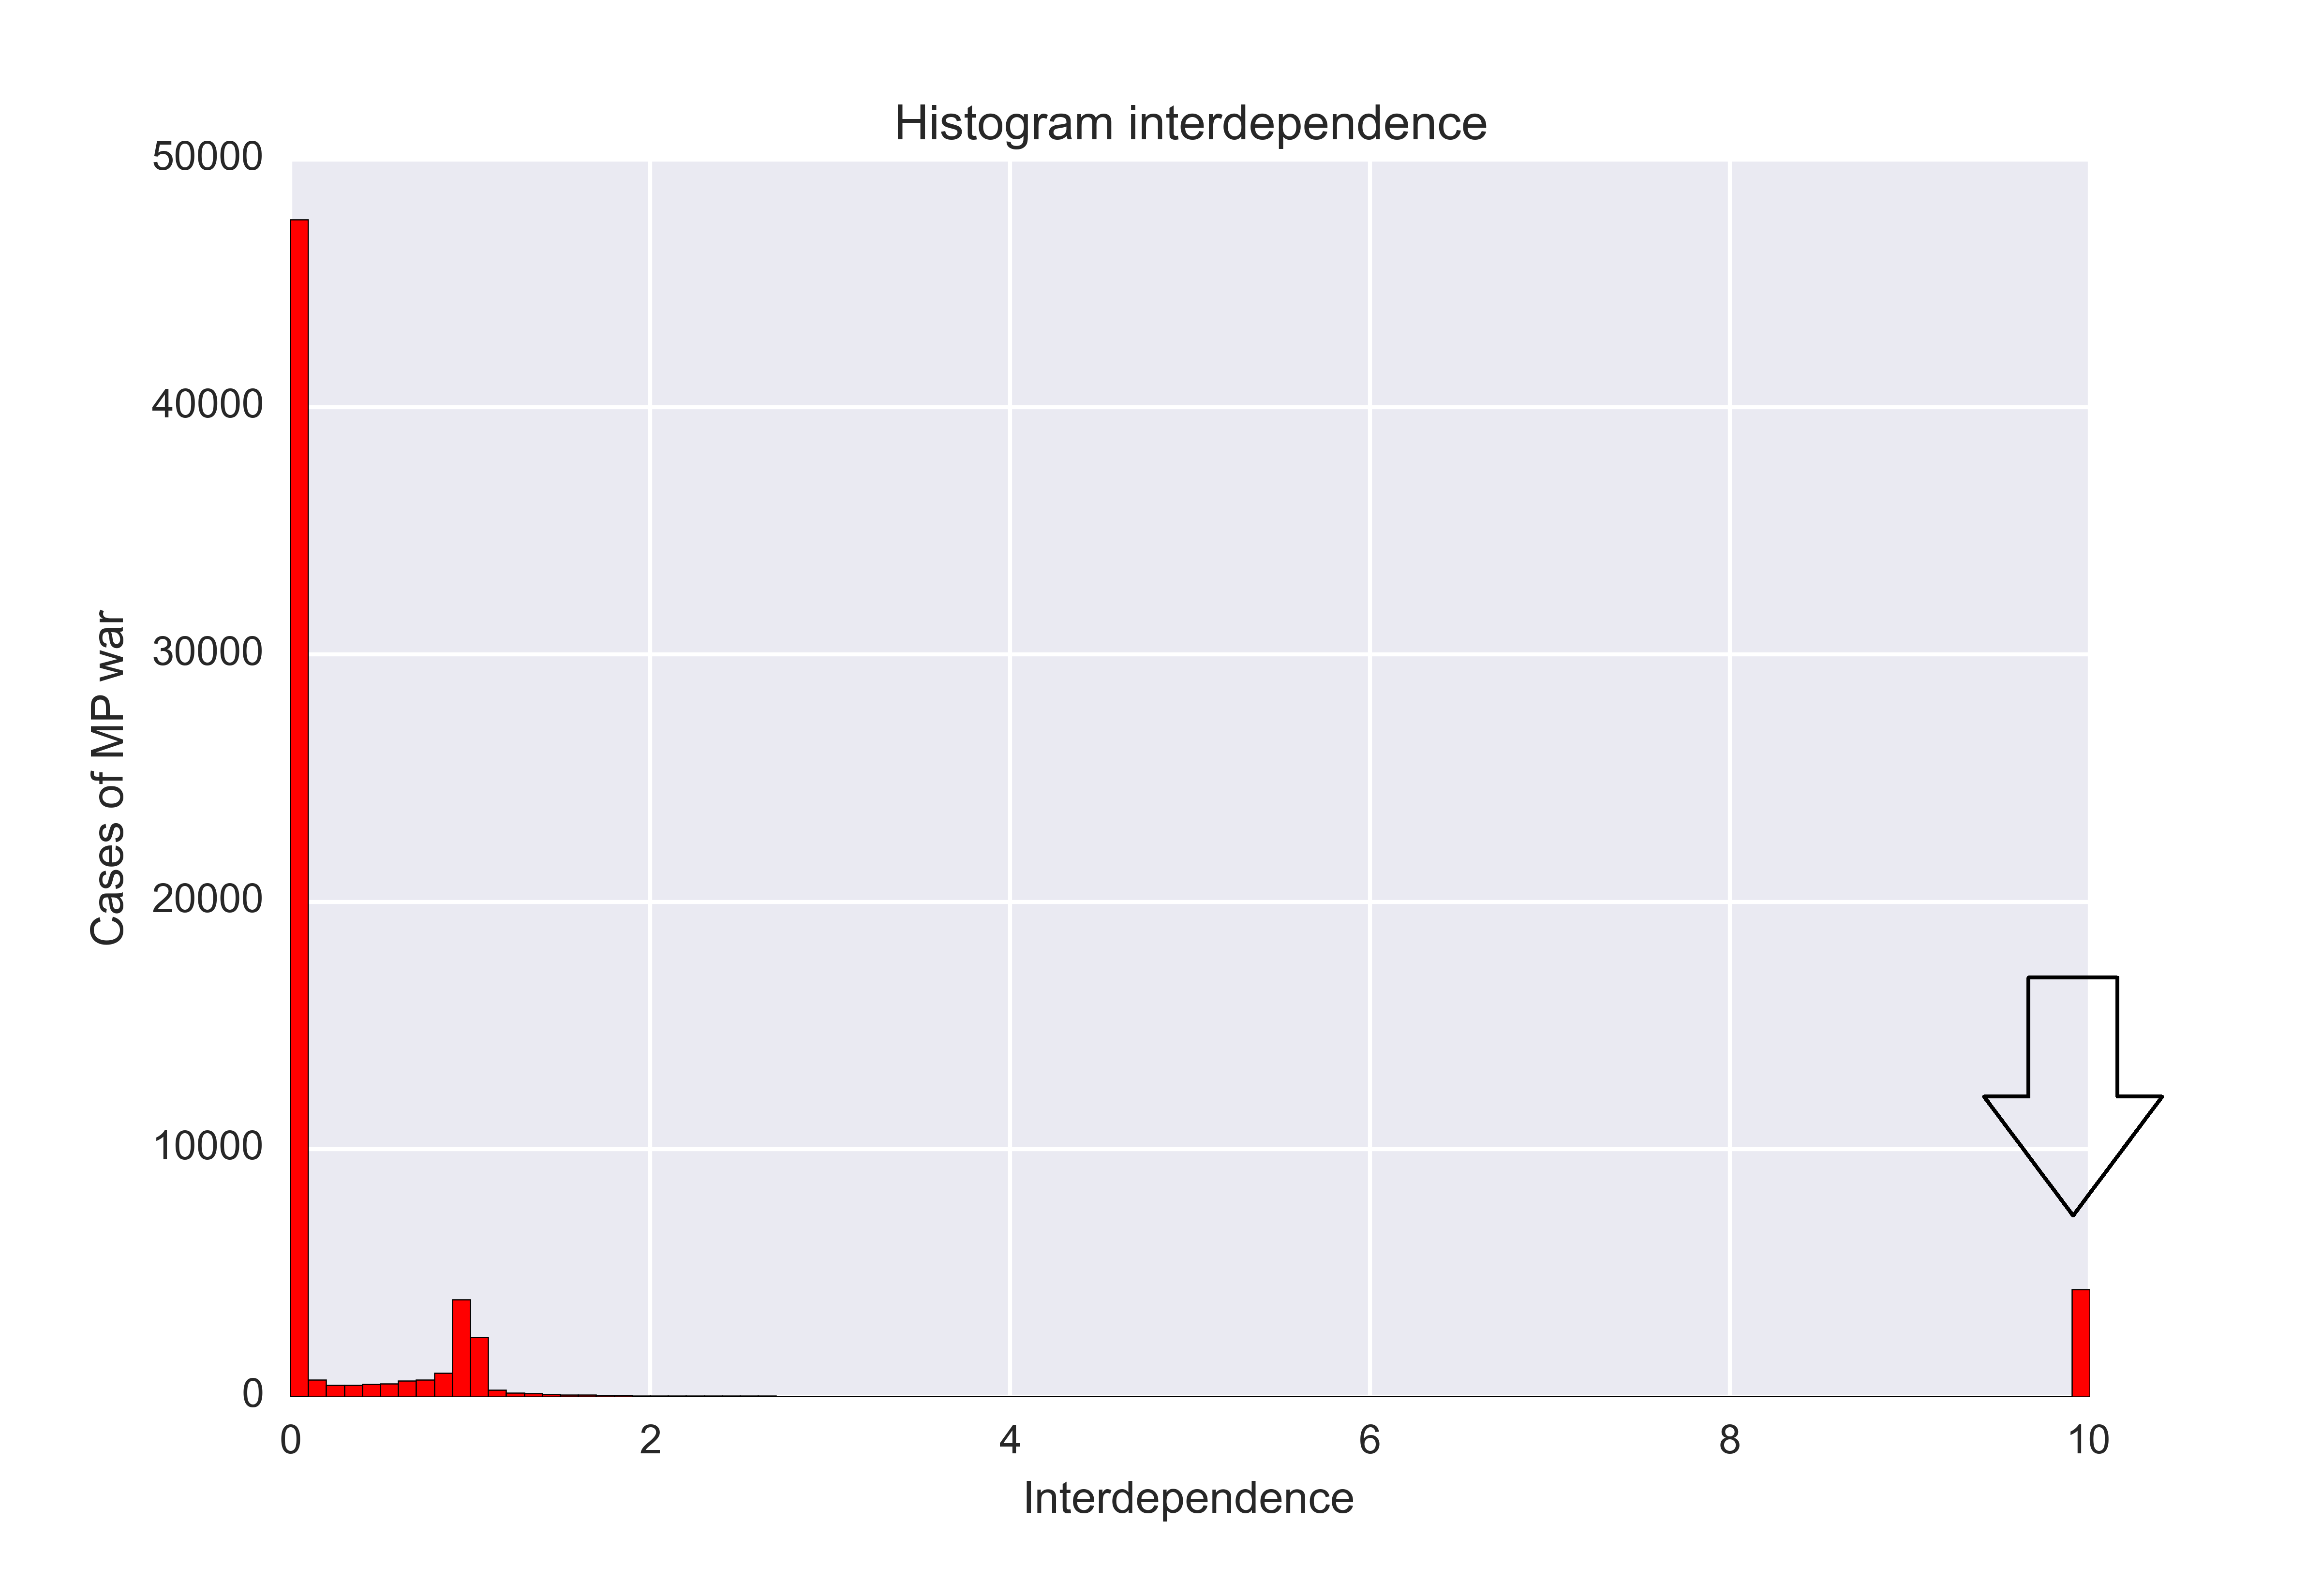 Histogram interdependence
50000
40000
30000
20000
10000
0
Cases of MP war
0 2 4 6 8 10
Interdependence